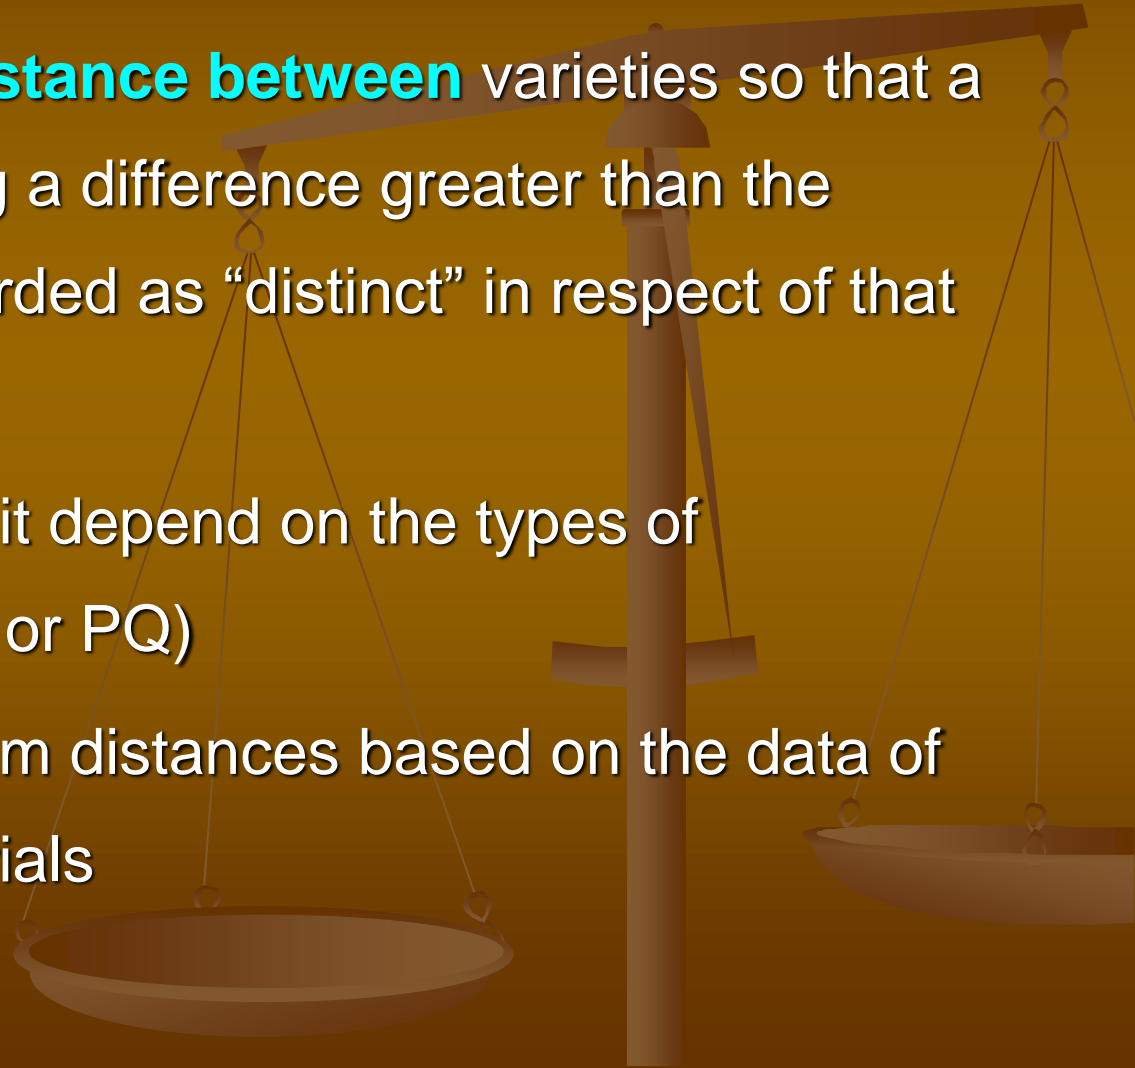 stance between varieties so that a
g a difference greater than the
rded as “distinct” in respect of that
it depend on the types of
or PQ)
m distances based on the data of
ials